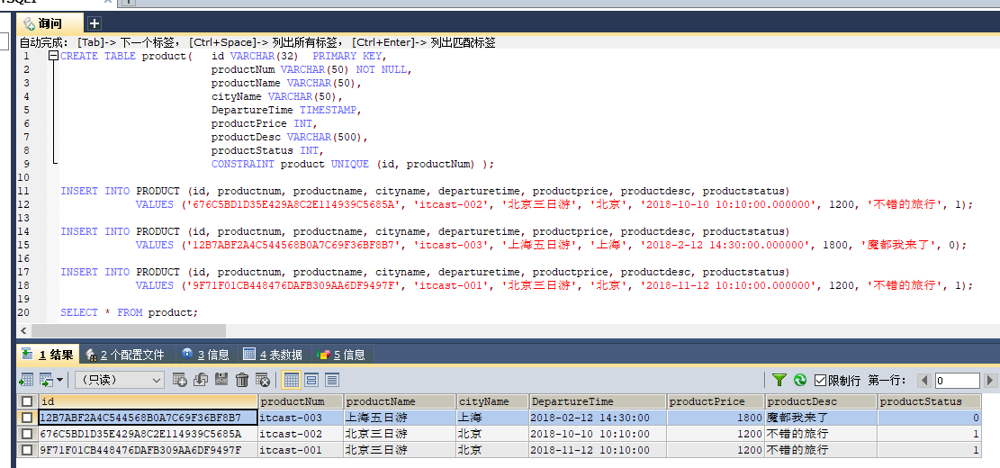 询问
自动完成： [Tab]-> 下一个标签， [Ctrl+Space]-> 列出所有标签， [Ctrl+Enter]-> 列出匹配标签
1 CREATE TABLE product( id VARCHAR(32) PRIMARY KEY,
2 productNum VARCHAR(50) NOT NULL,
3 productName VARCHAR(50),
4 cityName VARCHAR(50),
5 DepartureTime TIMESTAMP,
6 productPrice INT,
7 productDesc VARCHAR(500),
8 productStatus INT,
9 CONSTRAINT product UNIQUE (id, productNum) );
10
11 INSERT INTO PRODUCT (id, productnum, productname, cityname, departuretime, productprice, productdesc, productstatus)
12 VALUES ('676C5BD1D35E429A8C2E114939C5685A', 'itcast-002', '北京三日游', '北京', '2018-10-10 10:10:00.000000', 1200, '不错的旅行', 1);
13
14 INSERT INTO PRODUCT (id, productnum, productname, cityname, departuretime, productprice, productdesc, productstatus)
15 VALUES ('12B7ABF2A4C544568B0A7C69F36BF8B7', 'itcast-003', '上海五日游', '上海', '2018-2-12 14:30:00.000000', 1800, '魔都我来了', 0);
16
17 INSERT INTO PRODUCT (id, productnum, productname, cityname, departuretime, productprice, productdesc, productstatus)
18 VALUES ('9F71F01CB448476DAFB309AA6DF9497F', 'itcast-001', '北京三日游', '北京', '2018-11-12 10:10:00.000000', 1200, '不错的旅行', 1);
19
20 SELECT * FROM product;
1 结果 2 个配置文件 3 信息 4 表数据 5 信息
（只读） 限制行 第一行： 0
id productNum productName cityName DepartureTime productPrice productDesc productStatus
12B7ABF2A4C544568B0A7C69F36BF8B7 itcast-003 上海五日游 上海 2018-02-12 14:30:00 1800 魔都我来了 0
676C5BD1D35E429A8C2E114939C5685A itcast-002 北京三日游 北京 2018-10-10 10:10:00 1200 不错的旅行 1
9F71F01CB448476DAFB309AA6DF9497F itcast-001 北京三日游 北京 2018-11-12 10:10:00 1200 不错的旅行 1